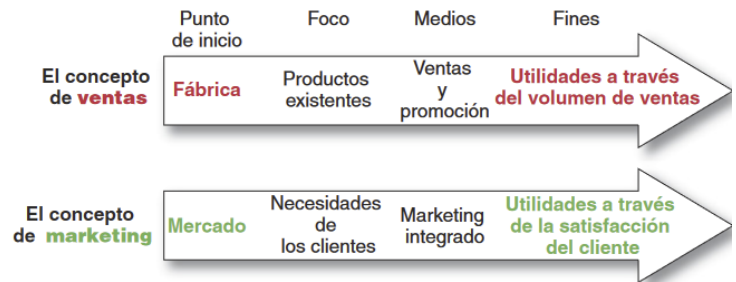 Punto de inicio
Foco
Medios
Fines
El concepto
de ventas
Fábrica
Productos
existentes
Ventas
y
promoción
Utilidades a través
del volumen de ventas
El concepto
de marketing
Mercado
Necesidades
de
los clientes
Marketing
integrado
Utilidades a través
de la satisfacción
del cliente